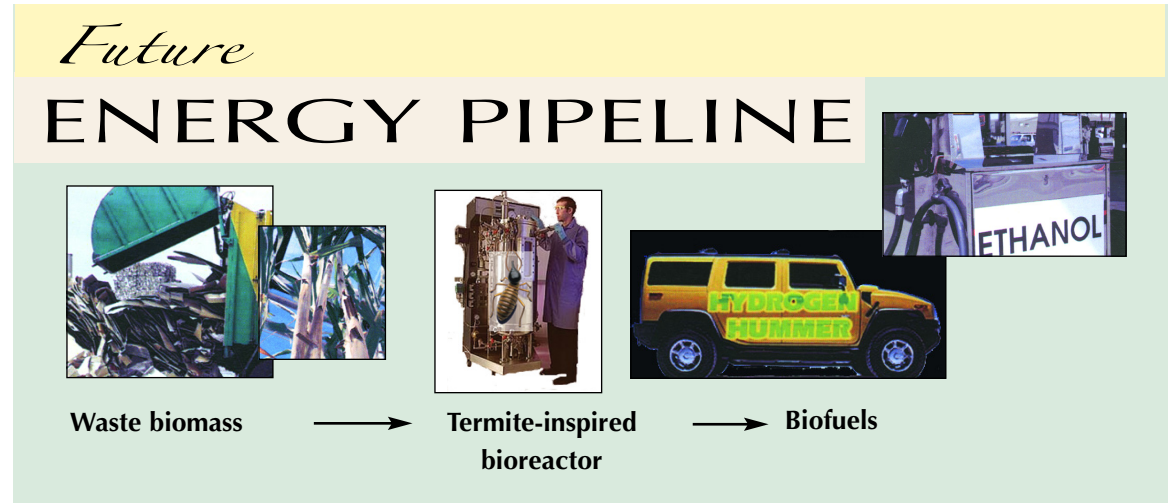 Future
ENERGY PIPELINE
ETHANOL
HYDROGEN
HUMMER
Waste biomass
Termite-inspired
bioreactor
Biofuels